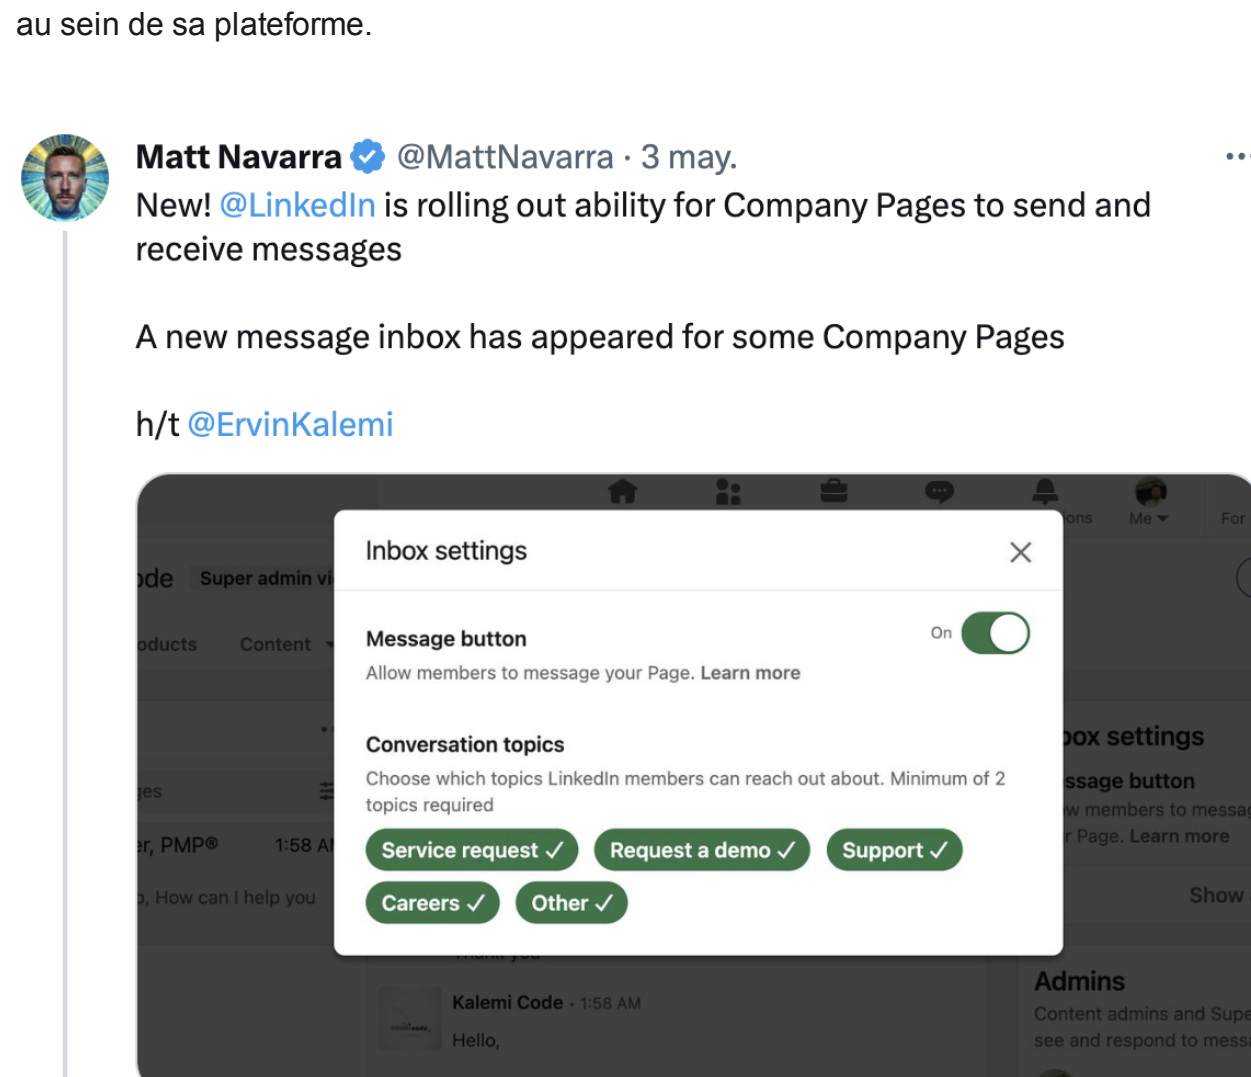 au sein de sa plateforme.
Matt Navarra @MattNavarra · 3 may.
New! @LinkedIn is rolling out ability for Company Pages to send and
receive messages
A new message inbox has appeared for some Company Pages
h/t @ErvinKalemi
Me
For
Inbox settings
Super admin
Content
Message button
On
Allow members to message your Page. Learn more
Conversation topics
Choose which topics LinkedIn members can reach out about. Minimum of 2
topics required
Service request ✓ Request a demo ✓ Support ✓
Careers ✓ Other ✓
settings
button
members to
Page. Learn more
PMP® 1:58
How can I help you
Show
Kalemi Code · 1:58 AM
Hello,
Admins
Content admins and
see and respond to